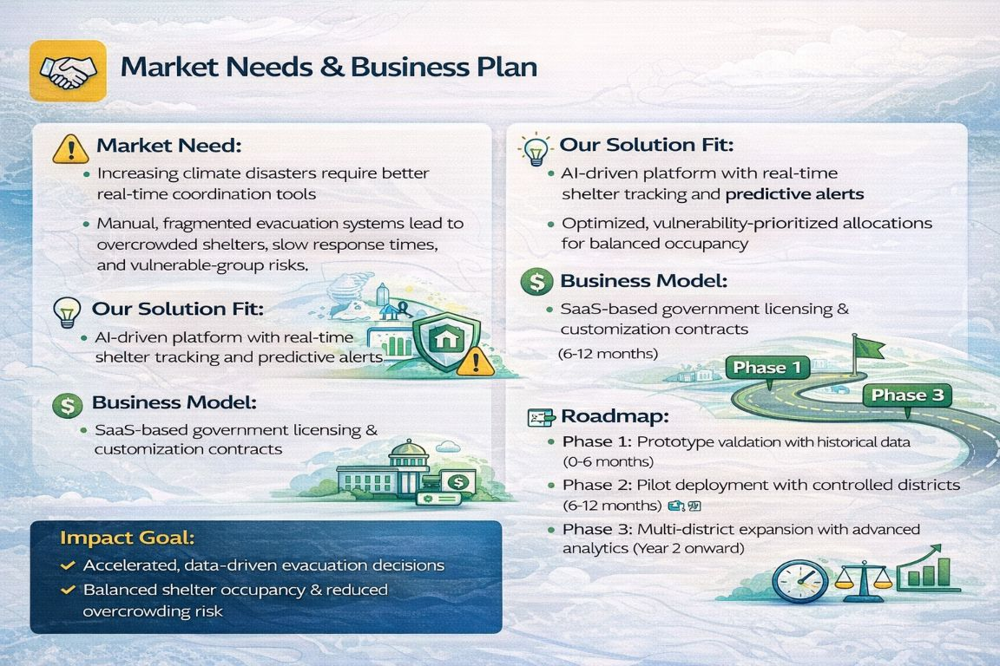 Market Needs & Business Plan
Market Need:
• Increasing climate disasters require better
real-time coordination tools
• Manual, fragmented evacuation systems lead to
overcrowded shelters, slow response times,
and vulnerable-group risks.
Our Solution Fit:
• AI-driven platform with real-time
shelter tracking and predictive alerts
Business Model:
• SaaS-based government licensing &
customization contracts
Impact Goal:
✓ Accelerated, data-driven evacuation decisions
✓ Balanced shelter occupancy & reduced
overcrowding risk
Our Solution Fit:
• AI-driven platform with real-time
shelter tracking and predictive alerts
• Optimized, vulnerability-prioritized allocations
for balanced occupancy
Business Model:
• SaaS-based government licensing &
customization contracts
(6-12 months)
Phase 1
Phase 3
Roadmap:
• Phase 1: Prototype valdation with historical data
(0-6 months)
• Phase 2: Pilot deployment with controlled districts
(6-12 months)
• Phase 3: Multi-district expansion with advanced
analytics (Year 2 onward)